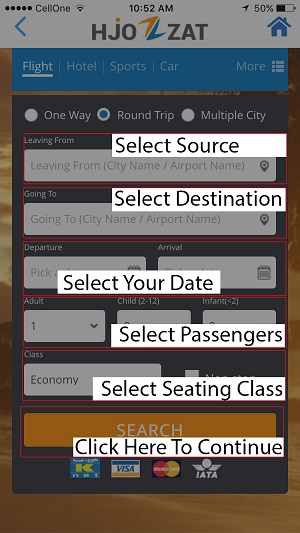 CellOne 10:52 AM 50%
HJO ZAT
Flight Hotel Sports Car More
One Way Round Trip Multiple City
Leaving From
Select Source
Leaving From (City Name / Airport Name)
Going To
Select Destination
Going To (City Name / Airport Name)
Departure Arrival
Select Your Date
Adult Child (2-12) Infant(<2)
1
Select Passengers
Class
Economy
Select Seating Class
SEARCH
Click Here To Continue
K net VISA MasterCard IATA